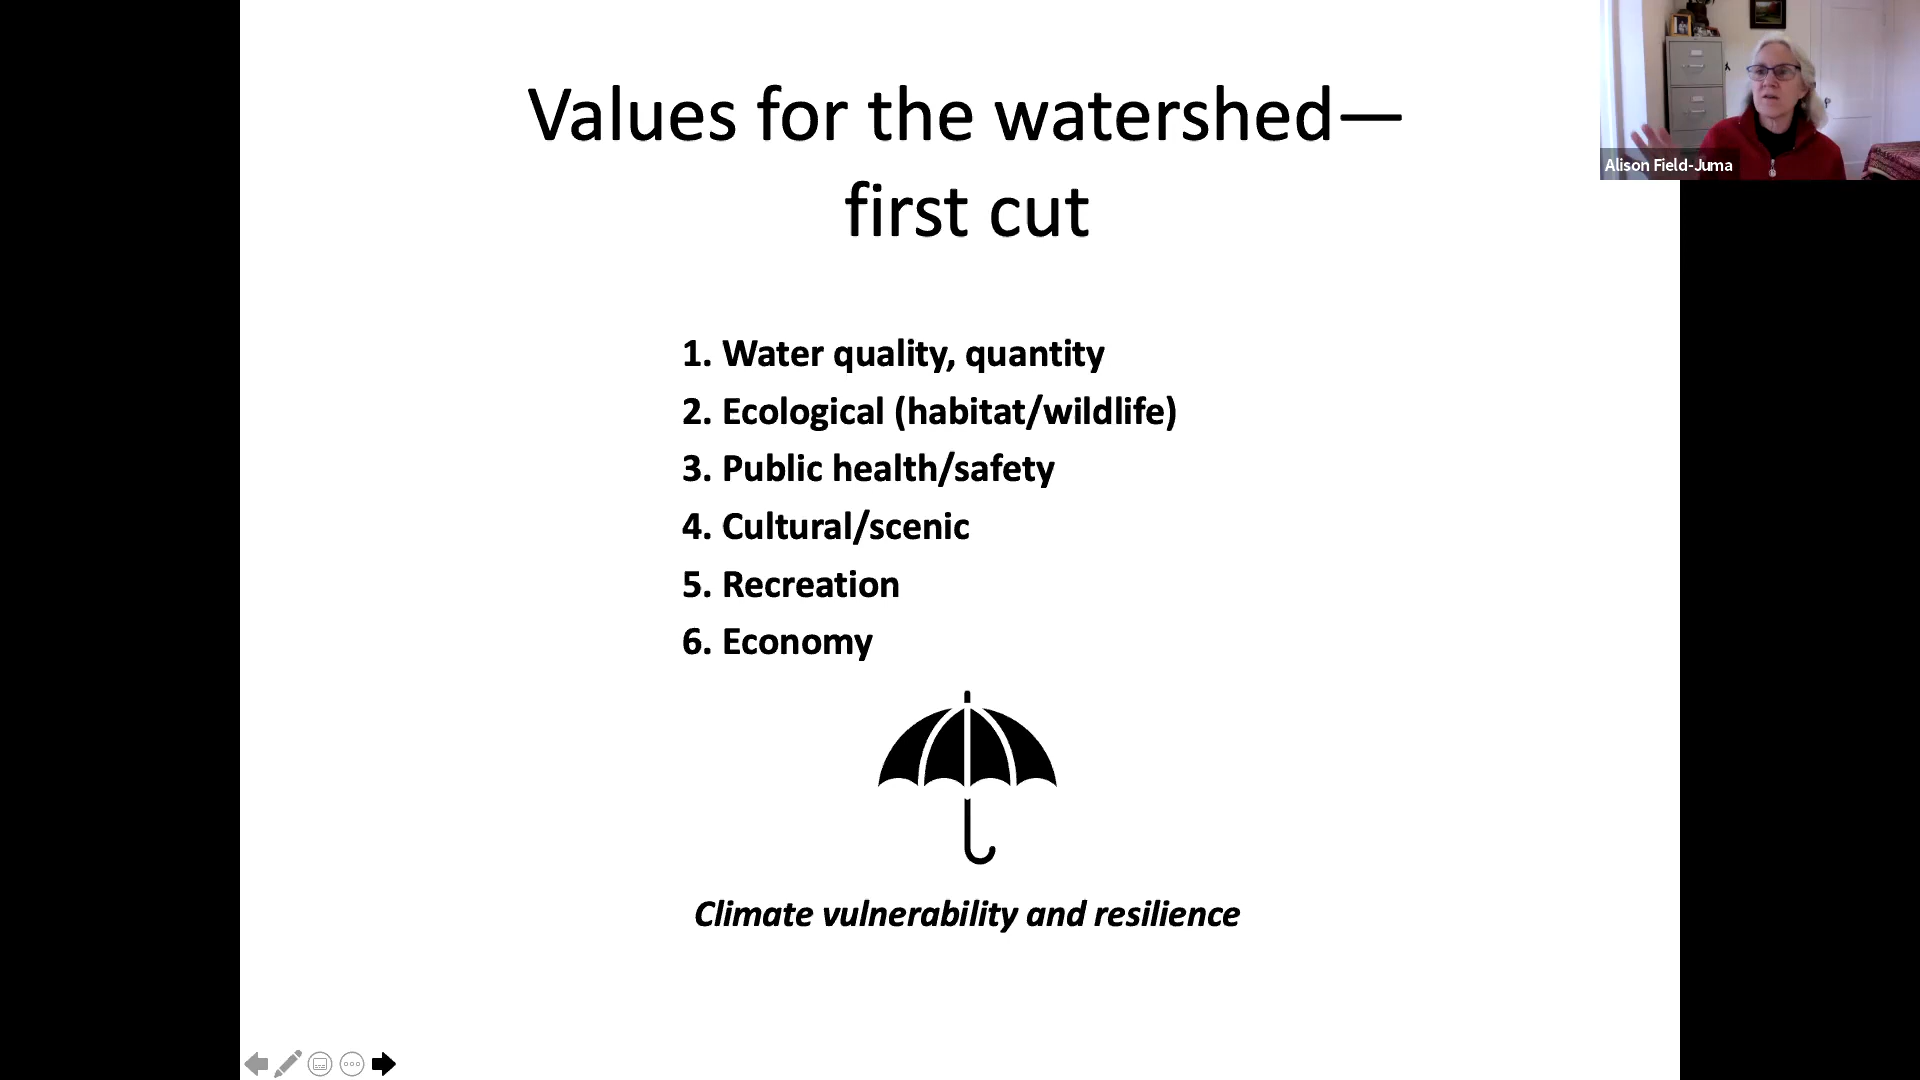 Values for the watershed—
first cut
1. Water quality, quantity
2. Ecological (habitat/wildlife)
3. Public health/safety
4. Cultural/scenic
5. Recreation
6. Economy
Climate vulnerability and resilience
Alison Field-Juma